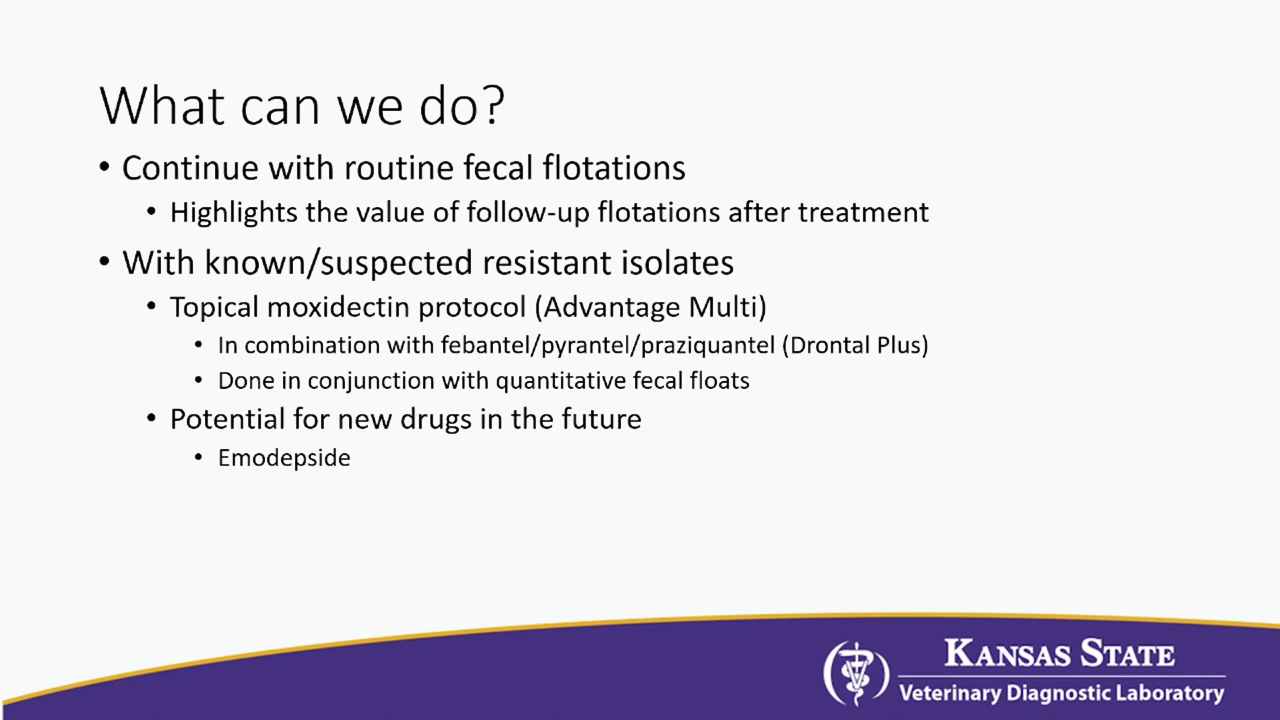 What can we do?
• Continue with routine fecal flotations
• Highlights the value of follow-up flotations after treatment
• With known/suspected resistant isolates
• Topical moxidectin protocol (Advantage Multi)
• In combination with febantel/pyrantel/praziquantel (Drontal Plus)
• Done in conjunction with quantitative fecal floats
• Potential for new drugs in the future
• Emodepside
KANSAS STATE
Veterinary Diagnostic Laboratory